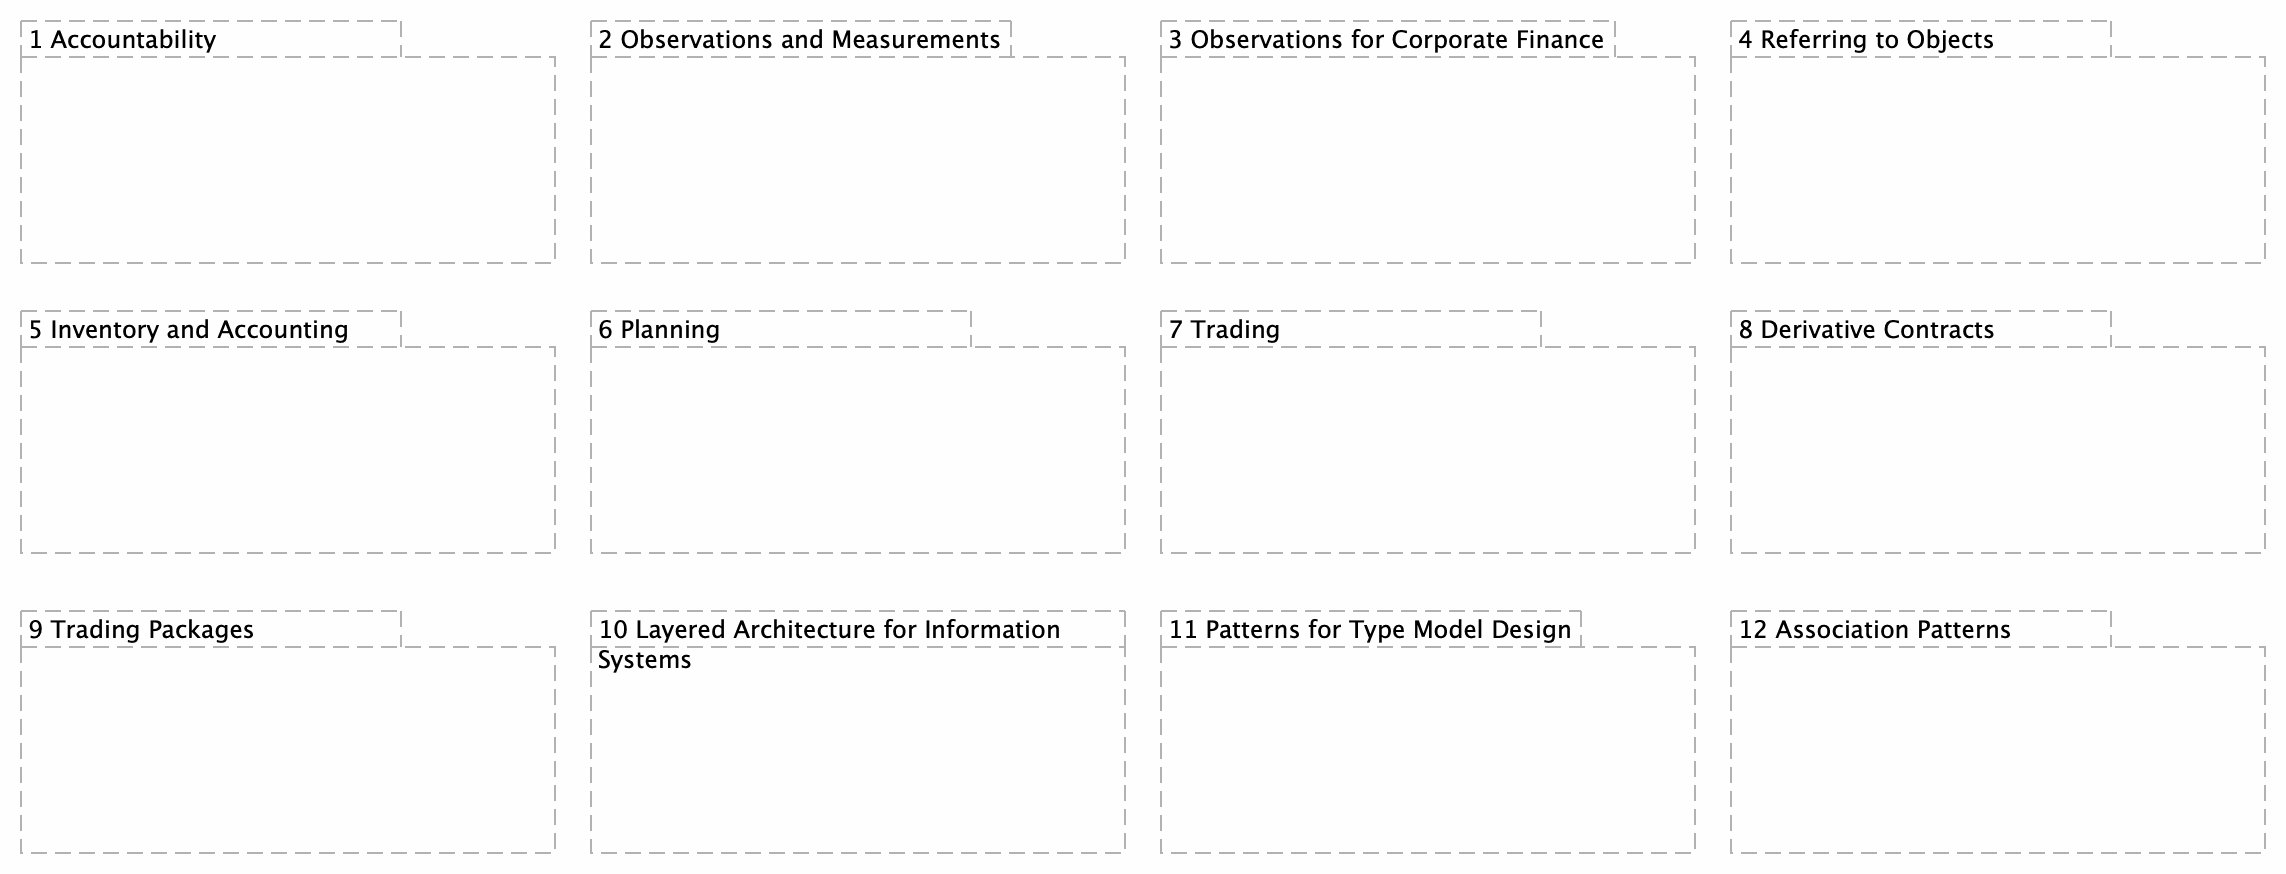 1 Accountability
2 Observations and Measurements
3 Observations for Corporate Finance
4 Referring to Objects
5 Inventory and Accounting
6 Planning
7 Trading
8 Derivative Contracts
9 Trading Packages
10 Layered Architecture for Information
Systems
11 Patterns for Type Model Design
12 Association Patterns